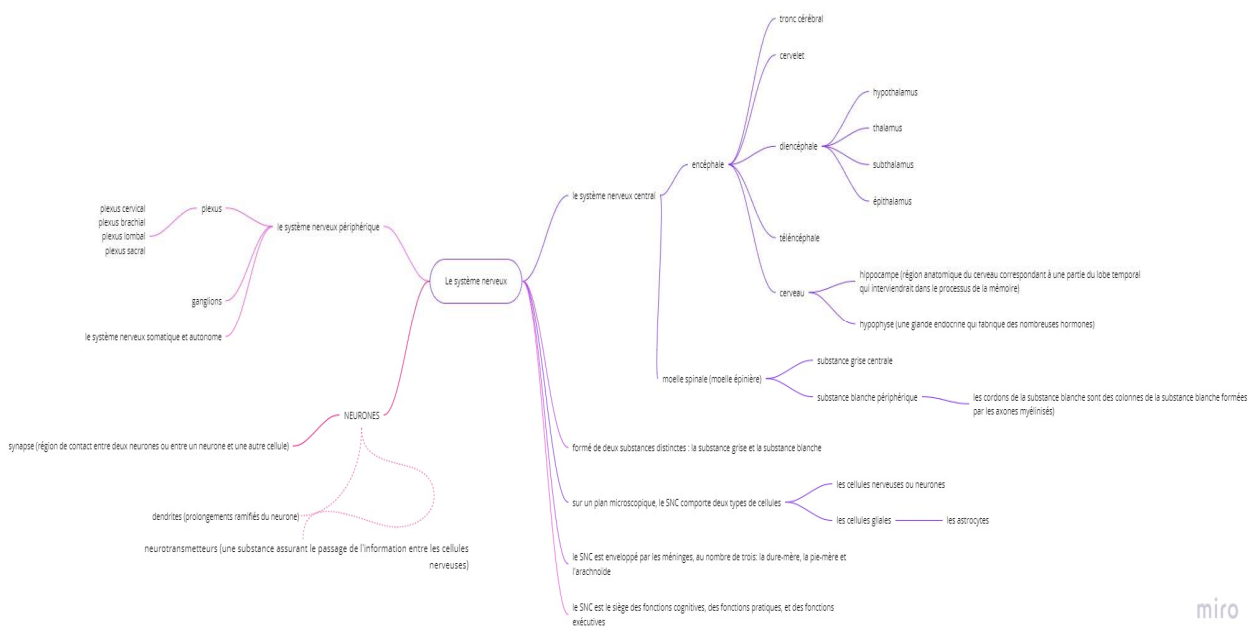 Le système nerveux
le système nerveux central
encéphale
tronc cérébral
cervelet
diencéphale
hypothalamus
thalamus
subthalamus
épithalamus
téléncéphale
cerveau
hippocampe (région anatomique du cerveau correspondant à une partie du lobe temporal
qui interviendrait dans le processus de la mémoire)
hypophyse (une glande endocrine qui fabrique des nombreuses hormones)
moelle spinale (moelle épinière)
substance grise centrale
substance blanche périphérique
les cordons de la substance blanche sont des colonnes de la substance blanche formées
par les axones myélinisés)
formé de deux substances distinctes : la substance grise et la substance blanche
sur un plan microscopique, le SNC comporte deux types de cellules
les cellules nerveuses ou neurones
les cellules gliales
les astrocytes
le SNC est enveloppé par les méninges, au nombre de trois: la dure-mère, la pie-mère et
l'arachnoïde
le SNC est le siège des fonctions cognitives, des fonctions pratiques, et des fonctions
exécutives
le système nerveux périphérique
plexus
plexus cervical
plexus brachial
plexus lombal
plexus sacral
ganglions
le système nerveux somatique et autonome
NEURONES
synapse (région de contact entre deux neurones ou entre un neurone et une autre cellule)
dendrites (prolongements ramifiés du neurone)
neurotransmetteurs (une substance assurant le passage de l'information entre les cellules
nerveuses)
miro